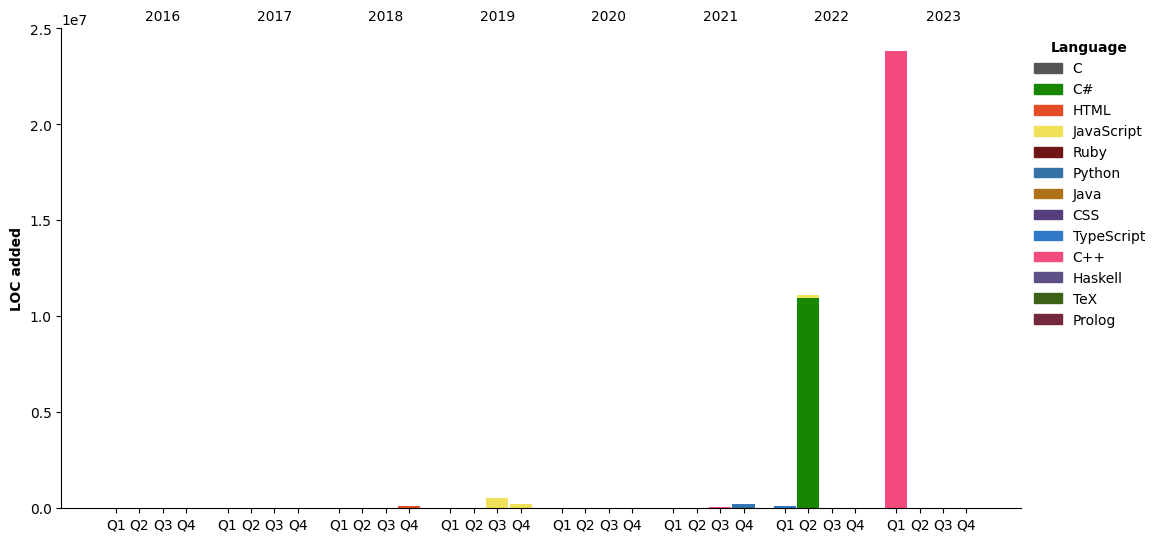 2016 2017 2018 2019 2020 2021 2022 2023
1e7
2.5
2.0
1.5
1.0
0.5
0.0
LOC added
Q1 Q2 Q3 Q4 Q1 Q2 Q3 Q4 Q1 Q2 Q3 Q4 Q1 Q2 Q3 Q4 Q1 Q2 Q3 Q4 Q1 Q2 Q3 Q4 Q1 Q2 Q3 Q4 Q1 Q2 Q3 Q4
Language
C
C#
HTML
JavaScript
Ruby
Python
Java
CSS
TypeScript
C++
Haskell
TeX
Prolog